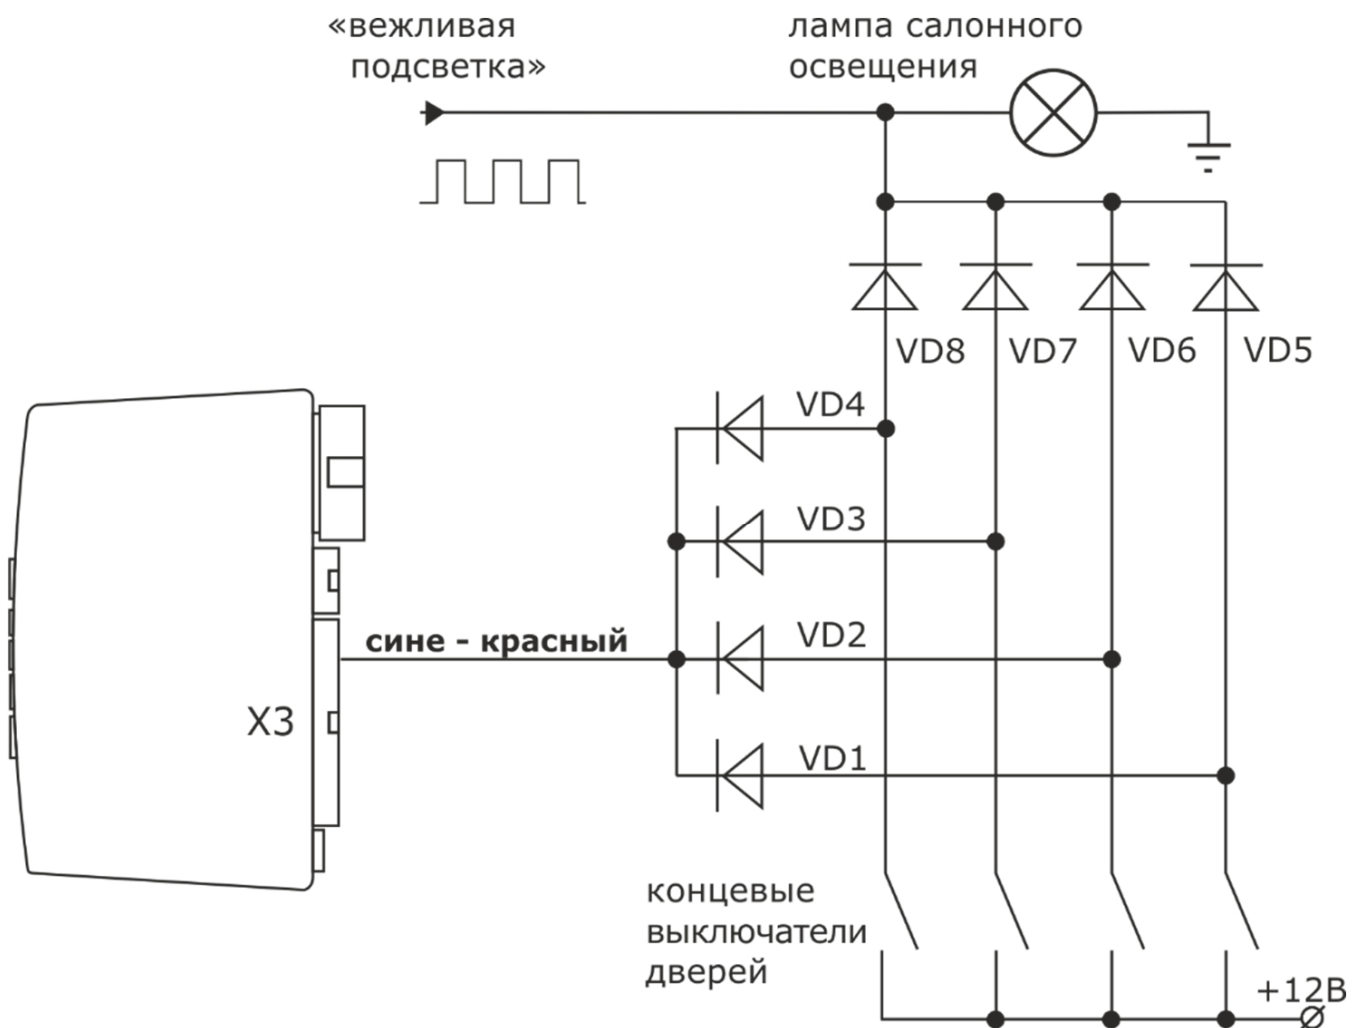 «вежливая
подсветка»
лампа салонного
освещения
VD8
VD7
VD6
VD5
VD4
VD3
сине - красный
VD2
X3
VD1
концевые
выключатели
дверей
+12В